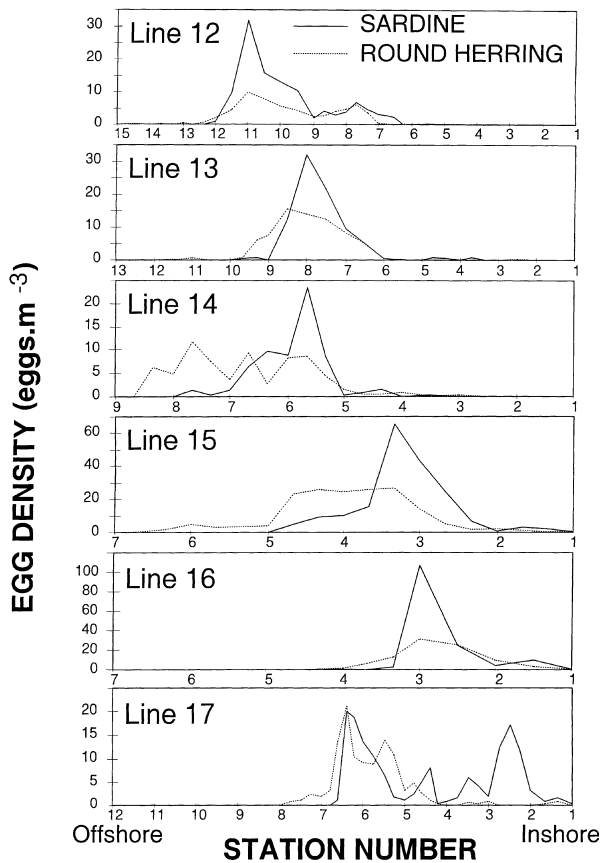 Line 12
SARDINE
ROUND HERRING
30
20
10
0
15 14 13 12 11 10 9 8 7 6 5 4 3 2 1
Line 13
30
20
10
0
13 12 11 10 9 8 7 6 5 4 3 2 1
Line 14
20
15
10
5
0
9 8 7 6 5 4 3 2 1
Line 15
60
40
20
0
7 6 5 4 3 2 1
Line 16
100
80
60
40
20
0
7 6 5 4 3 2 1
Line 17
20
15
10
5
0
12 11 10 9 8 7 6 5 4 3 2 1
Offshore
Inshore
STATION NUMBER
EGG DENSITY (eggs.m -3)